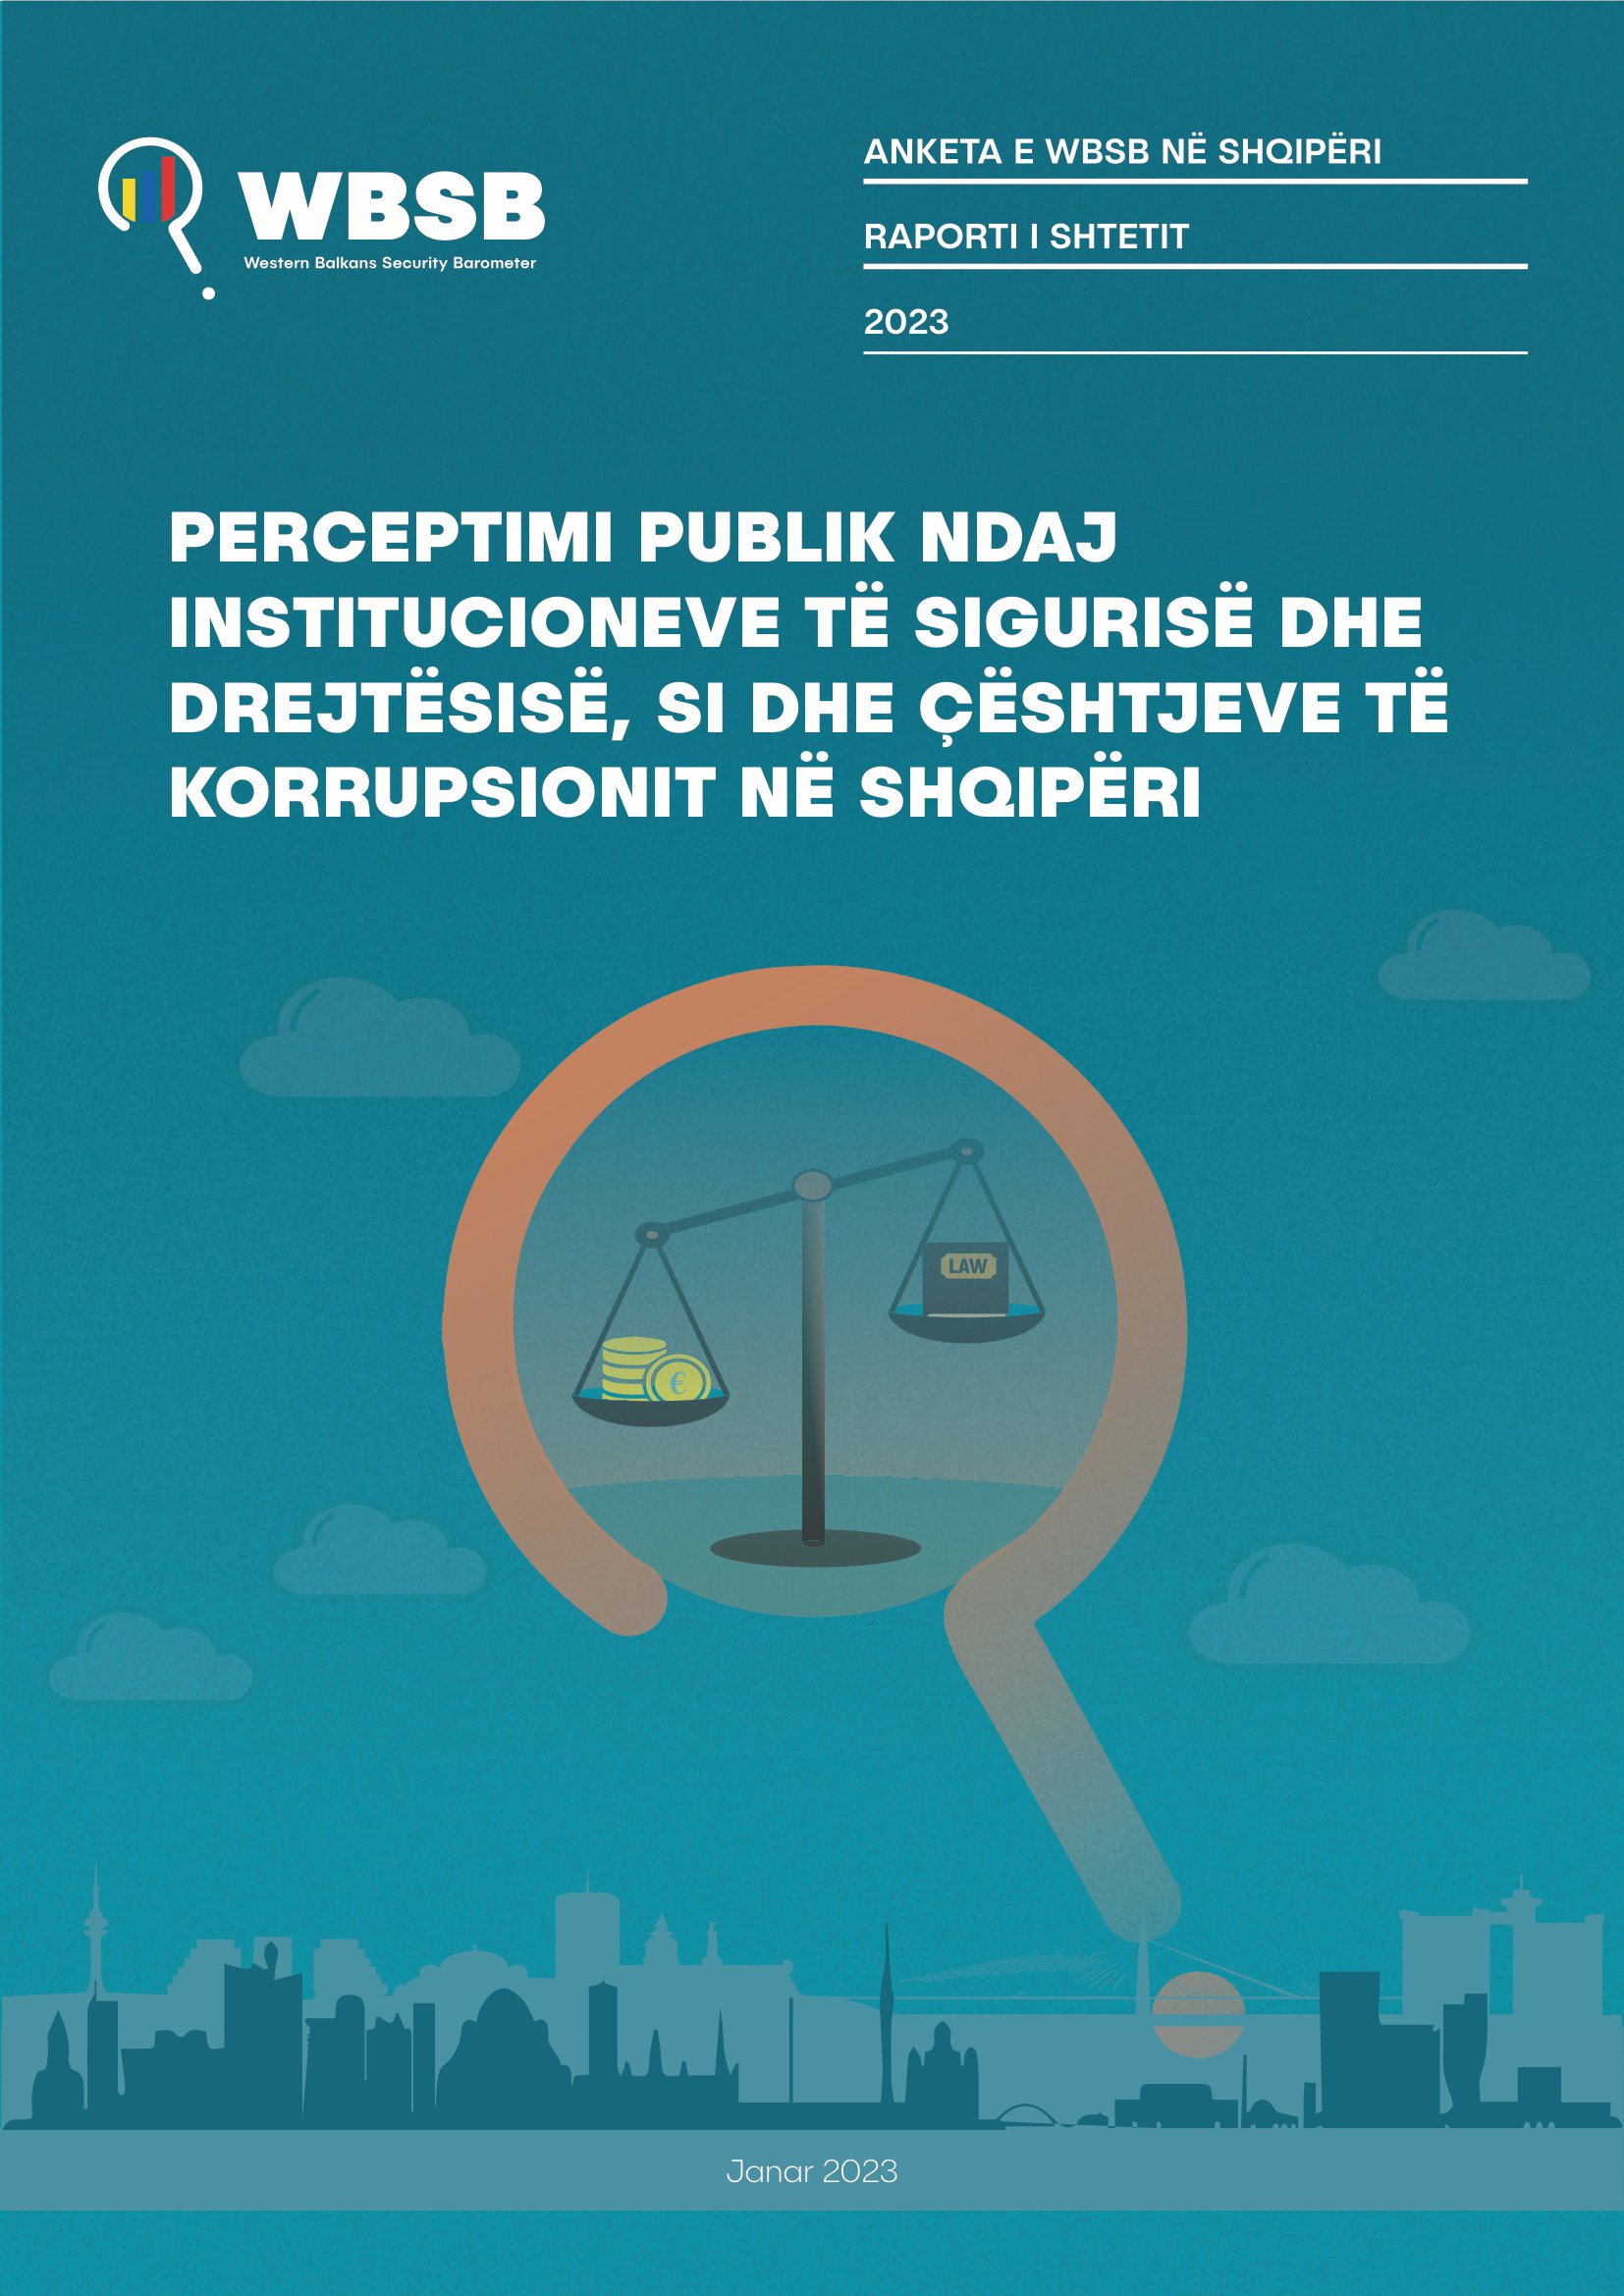 WBSB
Western Balkans Security Barometer
ANKETA E WBSB NË SHQIPËRI
RAPORTI I SHTETIT
2023
PERCEPTIMI PUBLIK NDAJ
INSTITUCIONEVE TË SIGURISË DHE
DREJTËSISË, SI DHE ÇËSHTJEVE TË
KORRUPSIONIT NË SHQIPËRI
LAW
€
Janar 2023